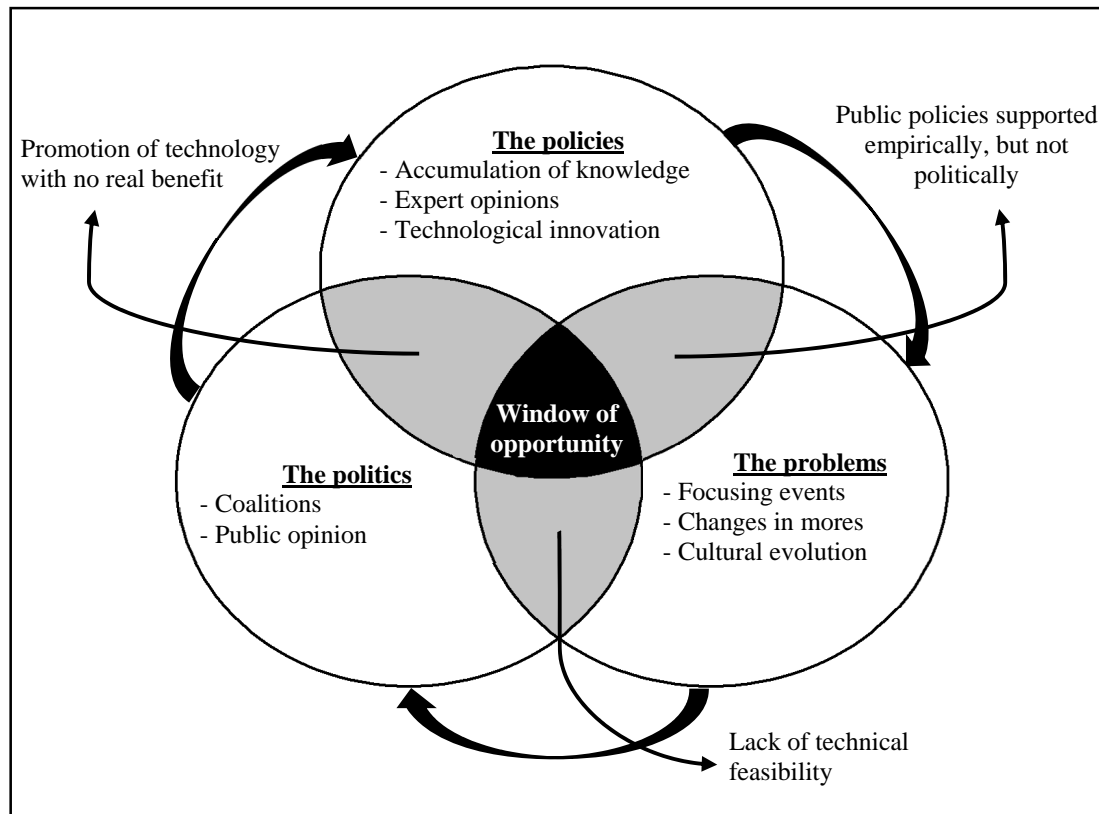 Promotion of technology
with no real benefit
The policies
- Accumulation of knowledge
- Expert opinions
- Technological innovation
Public policies supported
empirically, but not
politically
Window of
opportunity
The politics
- Coalitions
- Public opinion
The problems
- Focusing events
- Changes in mores
- Cultural evolution
Lack of technical
feasibility